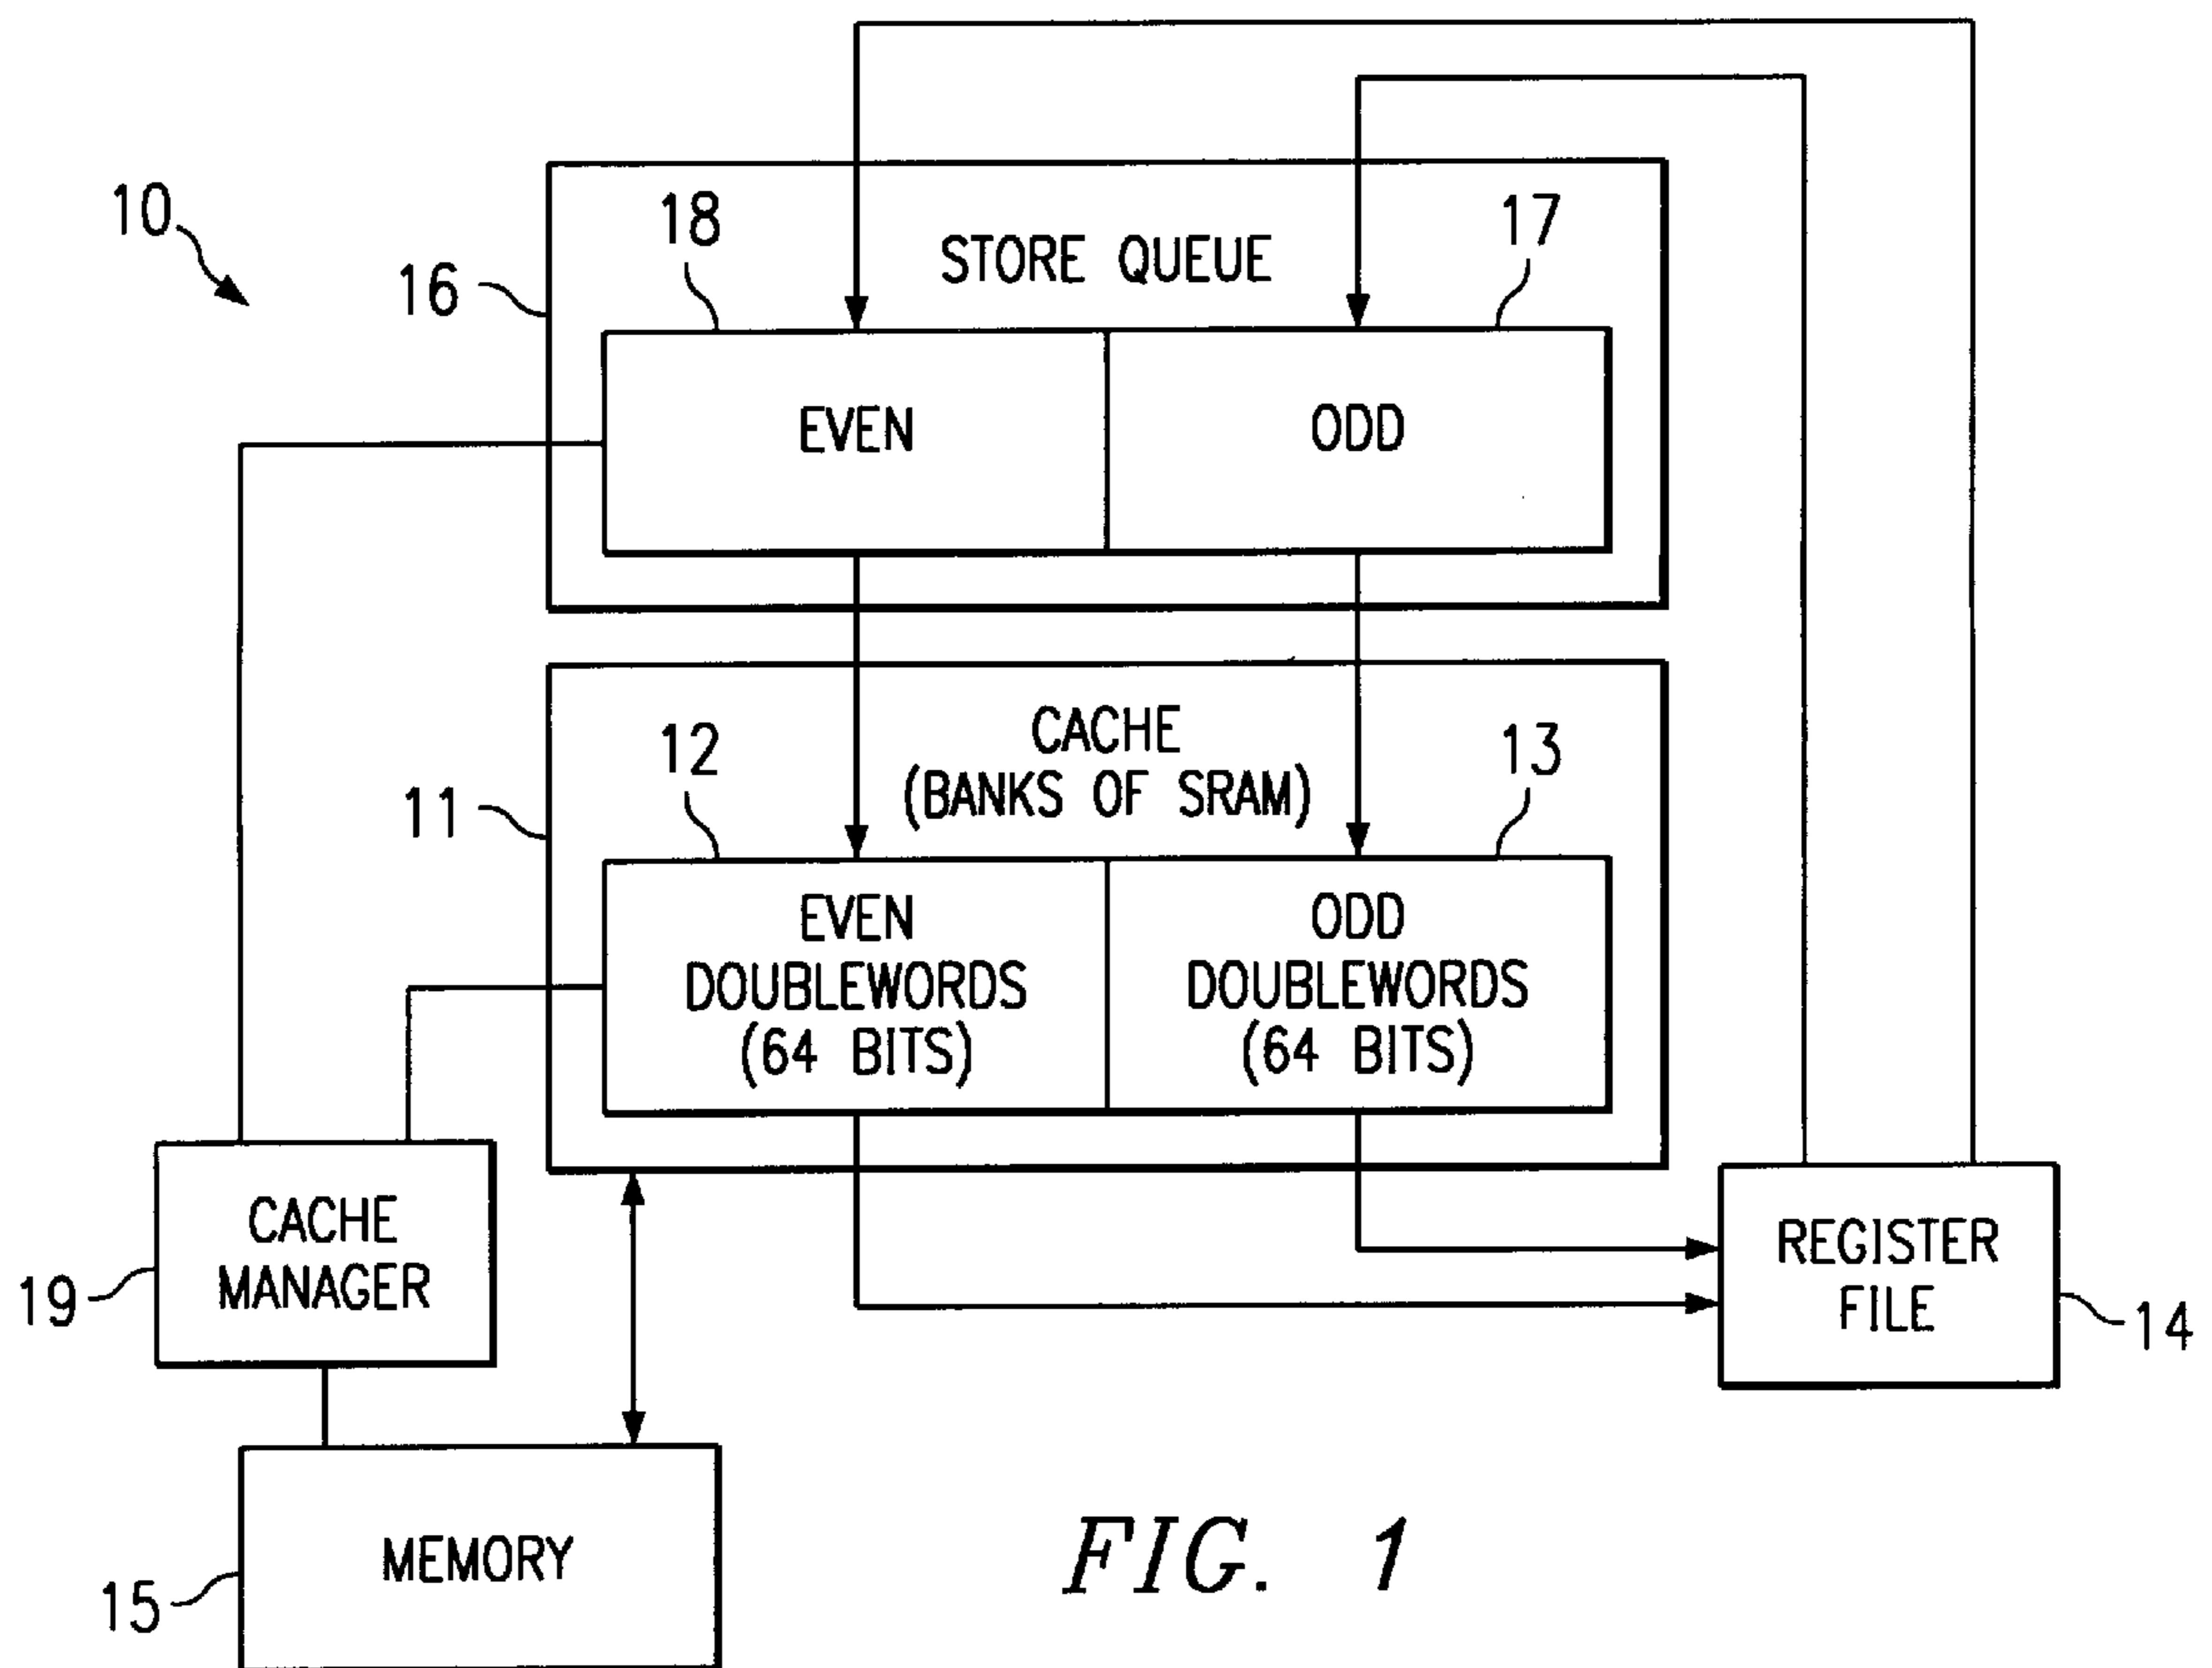 10
16
18
STORE QUEUE
17
EVEN
ODD
11
12
CACHE
(BANKS OF SRAM)
13
EVEN
DOUBLEWORDS
(64 BITS)
ODD
DOUBLEWORDS
(64 BITS)
CACHE
MANAGER
19
REGISTER
FILE
14
MEMORY
15
FIG. 1